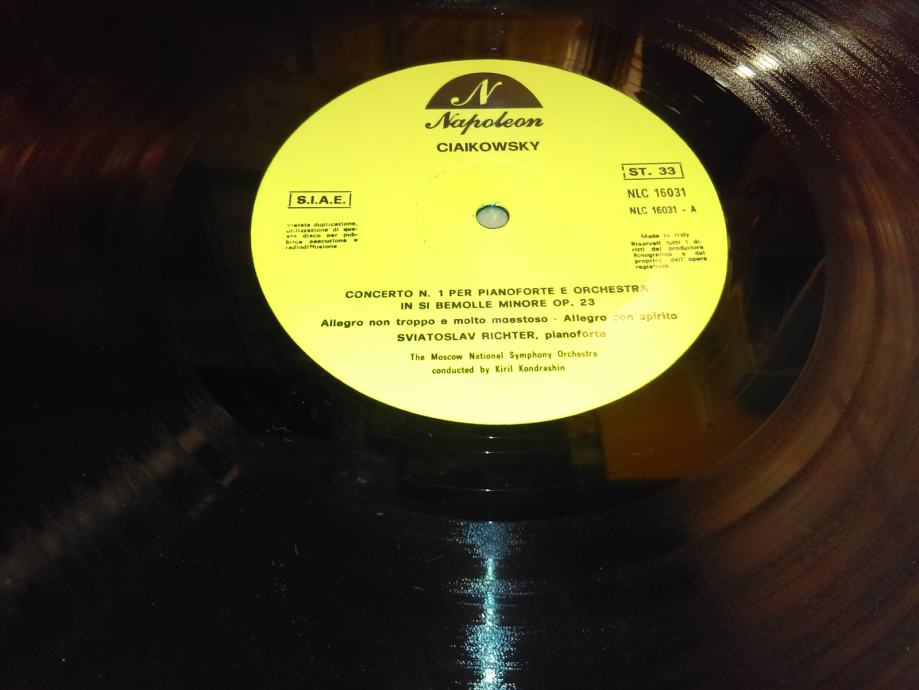 N
Napoleon
CIAIKOWSKY
S.I.A.E.
Vietata duplicazione,
utilizzazione di que-
sto disco per pub-
blica esecuzione e
radiodiffusione.
ST. 33
NLC 16031
NLC 16031 - A
Made in Italy
Riservati tutti i di-
ritti del produttore
fonografico e del
proprietari dell'opera
registrata.
CONCERTO N. 1 PER PIANOFORTE E ORCHESTRA
IN SI BEMOLLE MINORE OP. 23
Allegro non troppo e molto maestoso - Allegro con spirito
SVIATOSLAV RICHTER, pianoforte
The Moscow National Symphony Orchestra
conducted by Kiril Kondrashin